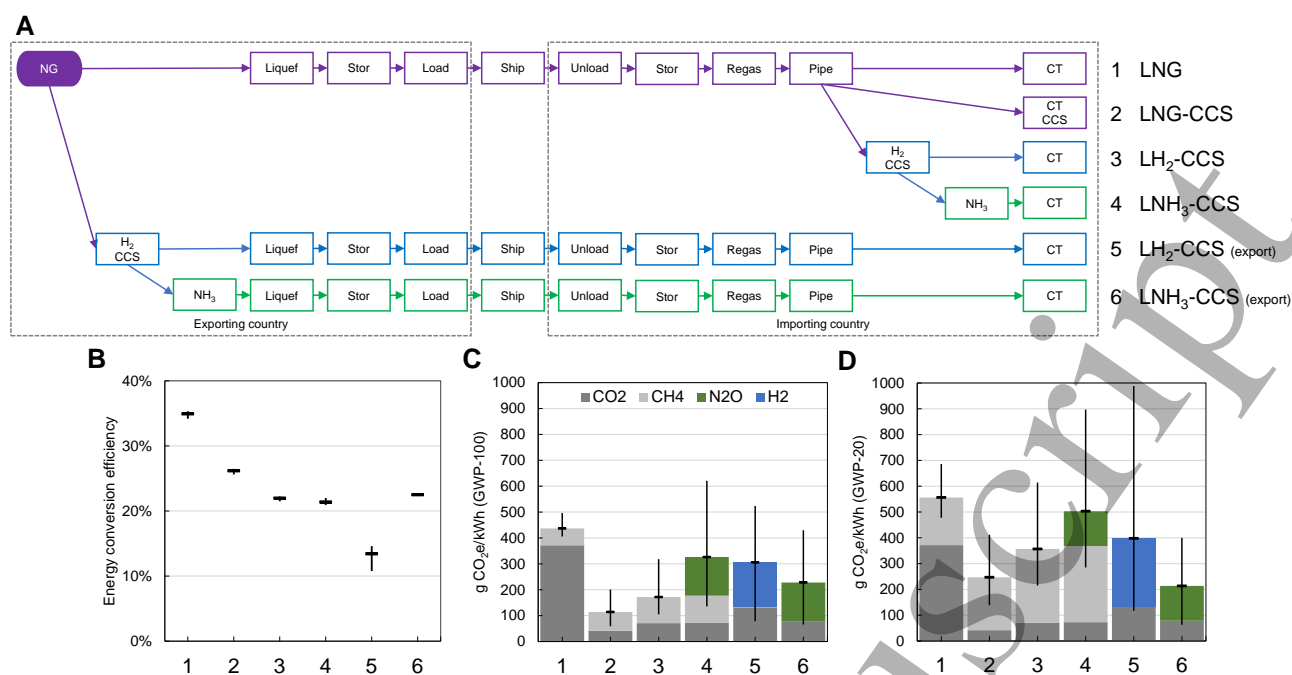 A
NG Liquef Stor Load Ship Unload Stor Regas Pipe CT 1 LNG
CT CCS 2 LNG-CCS
H2 CCS CT 3 LH2-CCS
NH3 CT 4 LNH3-CCS
H2 CCS Liquef Stor Load Ship Unload Stor Regas Pipe CT 5 LH2-CCS (export)
NH3 Liquef Stor Load Ship Unload Stor Regas Pipe CT 6 LNH3-CCS (export)
Exporting country Importing country
B
Energy conversion efficiency
40%
30%
20%
10%
0%
1 2 3 4 5 6
C
g CO2e/kWh (GWP-100)
CO2 CH4 N2O H2
1000
900
800
700
600
500
400
300
200
100
0
1 2 3 4 5 6
D
g CO2e/kWh (GWP-20)
1000
900
800
700
600
500
400
300
200
100
0
1 2 3 4 5 6
script